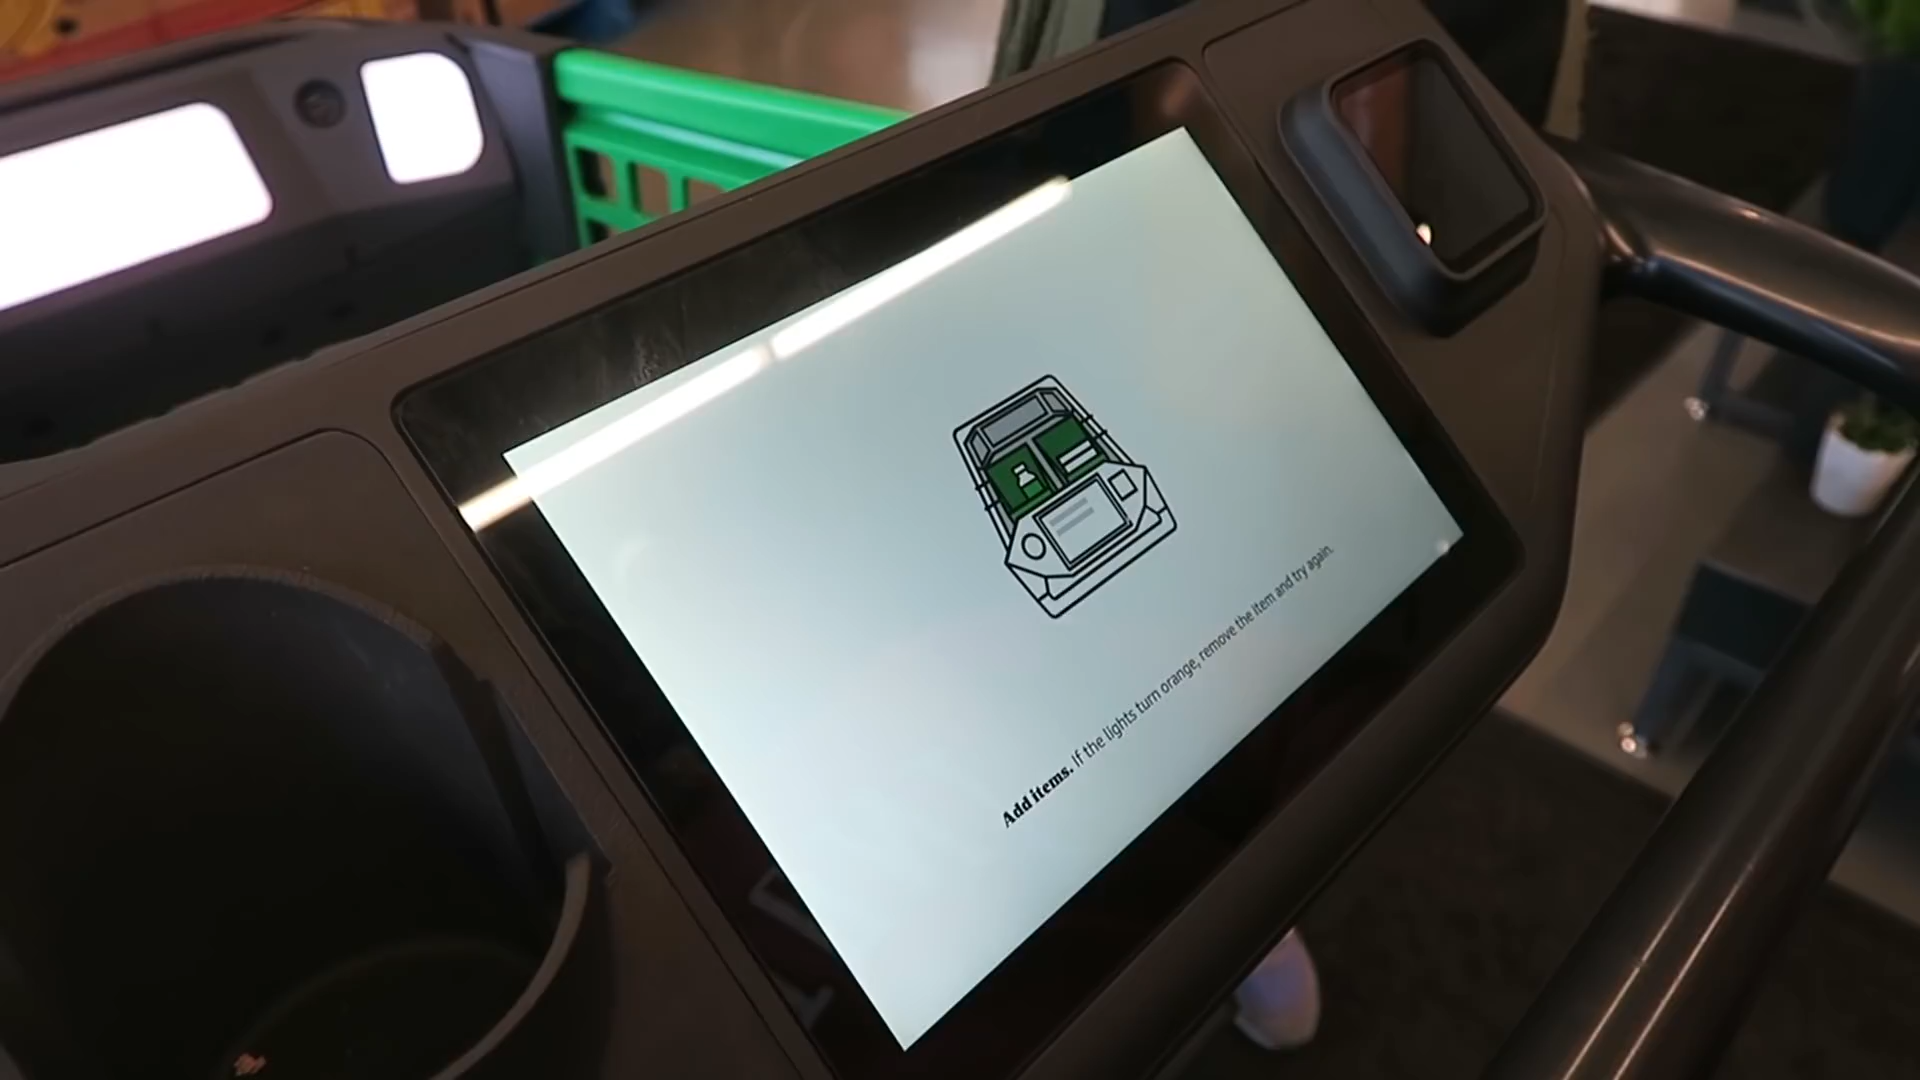 Add items. If the lights turn orange, remove the item and try again.